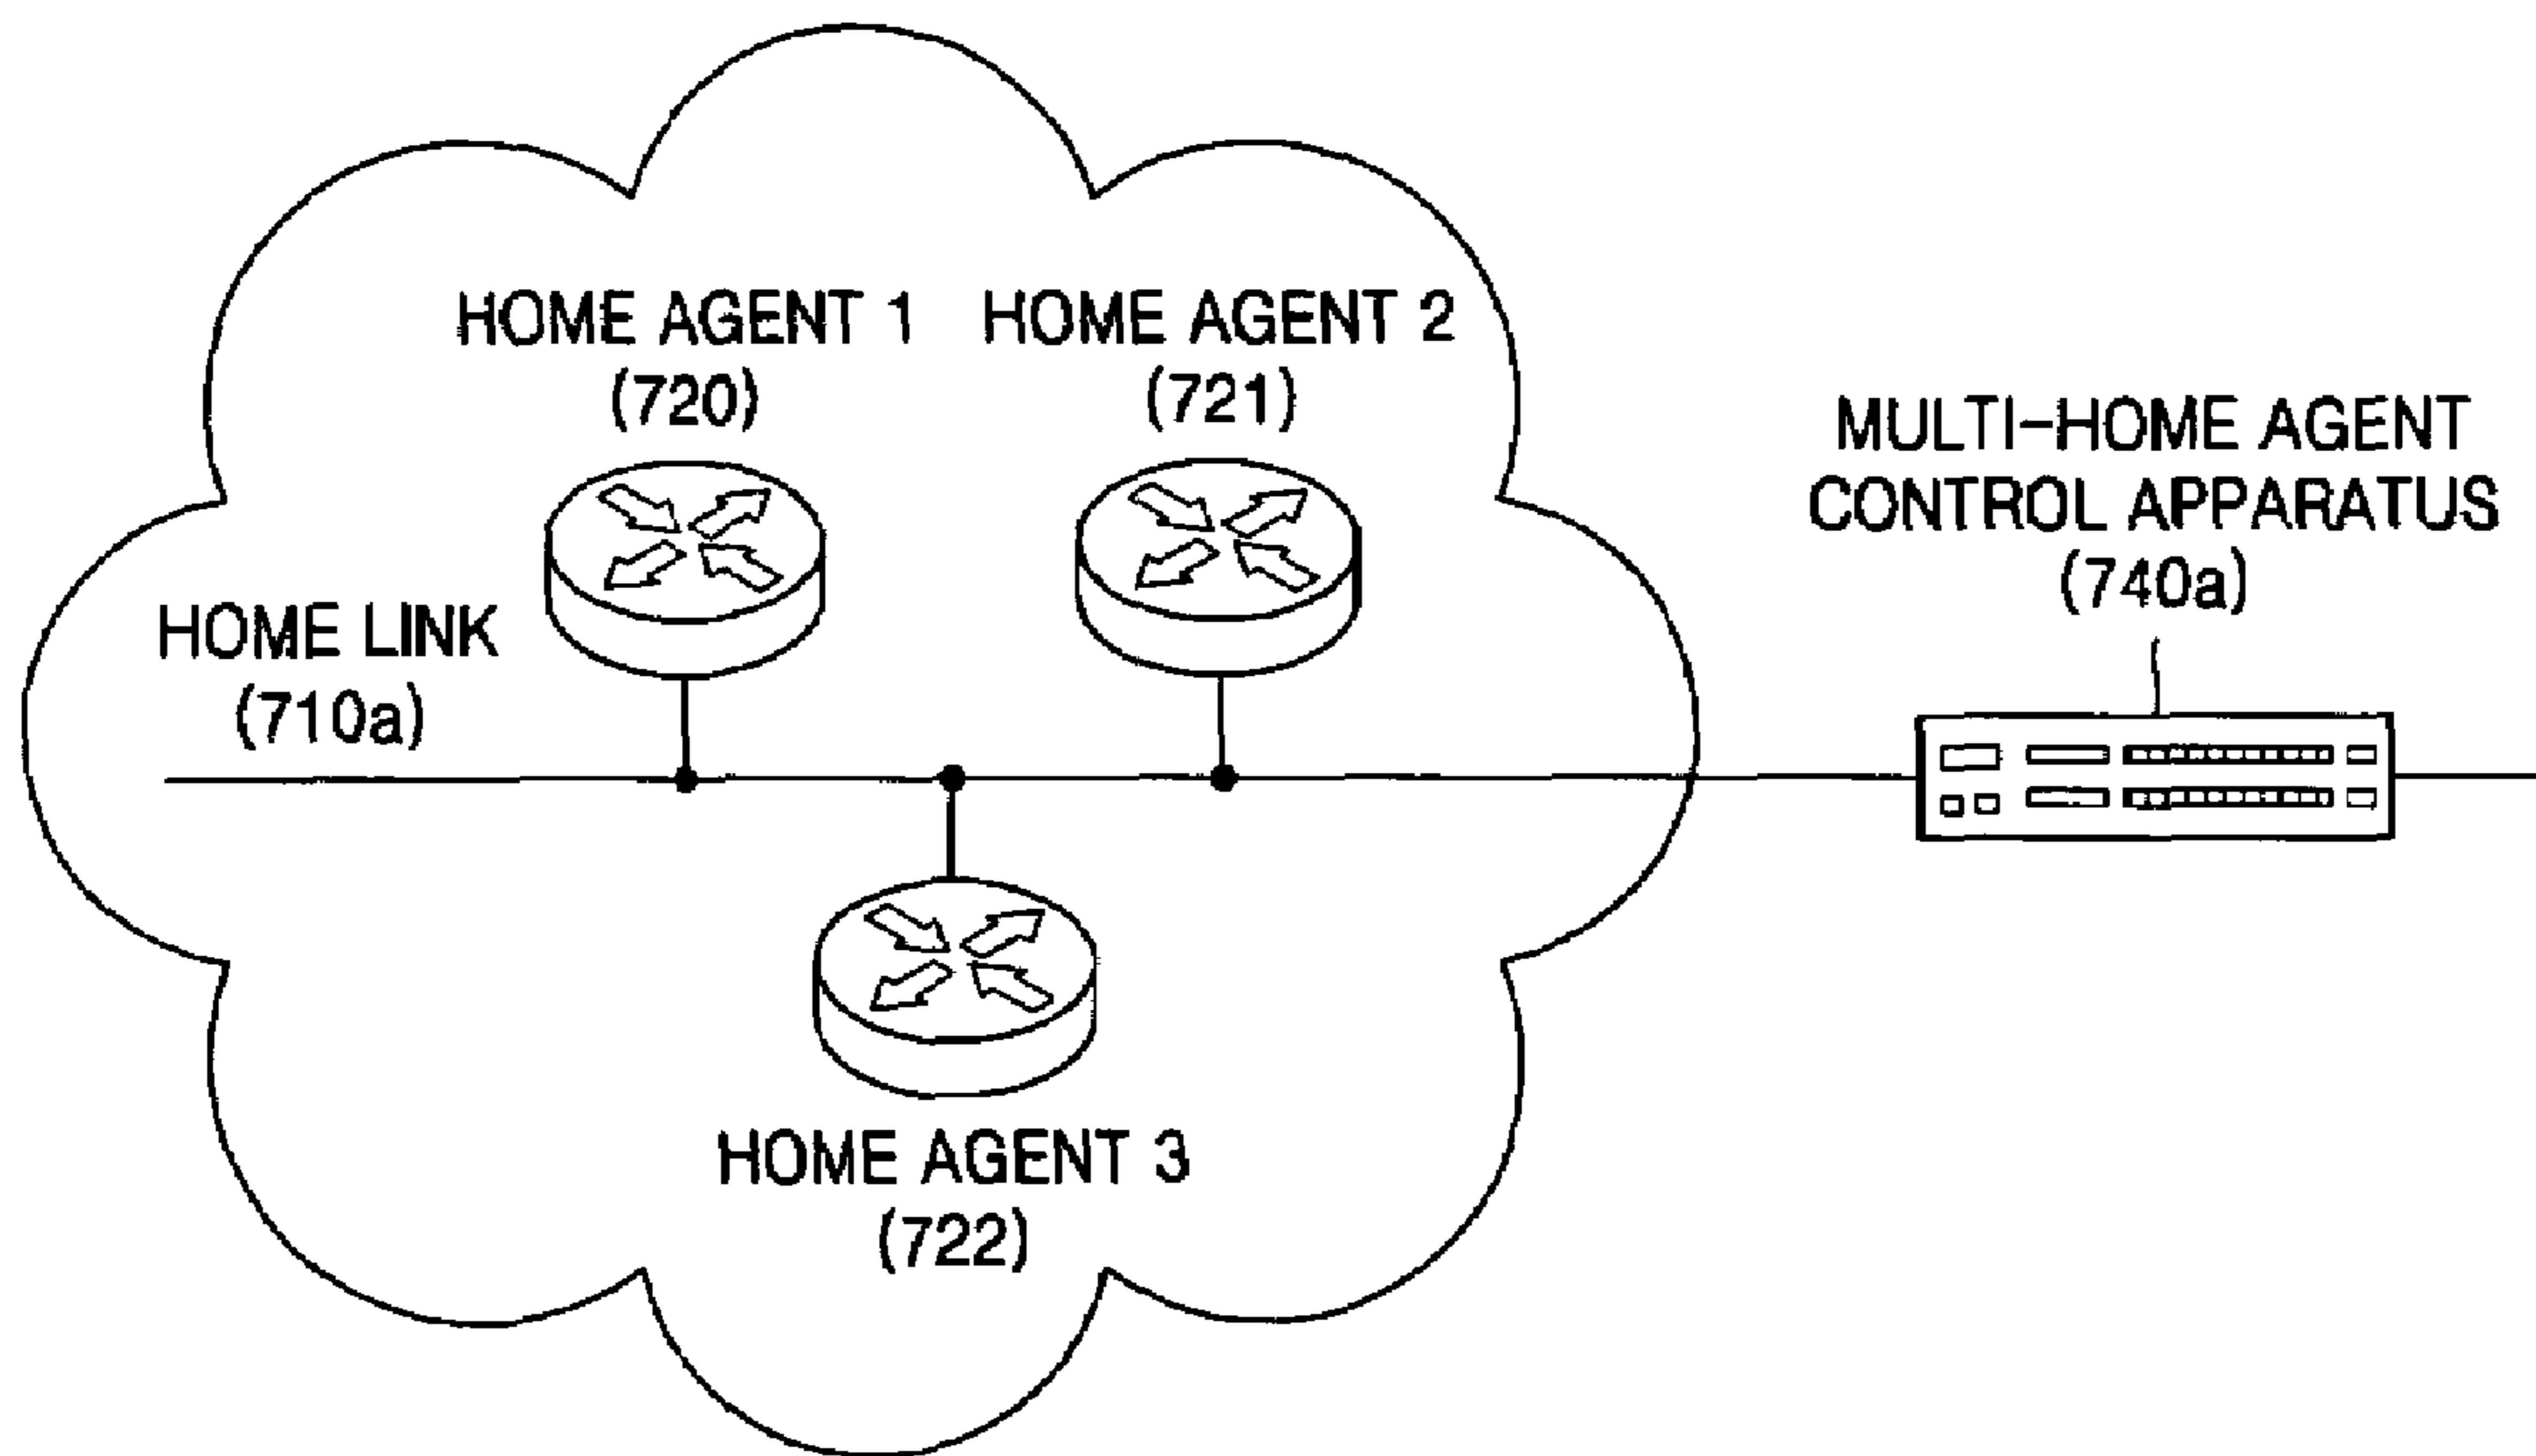 HOME AGENT 1
(720)
HOME AGENT 2
(721)
MULTI-HOME AGENT
CONTROL APPARATUS
(740a)
HOME LINK
(710a)
HOME AGENT 3
(722)